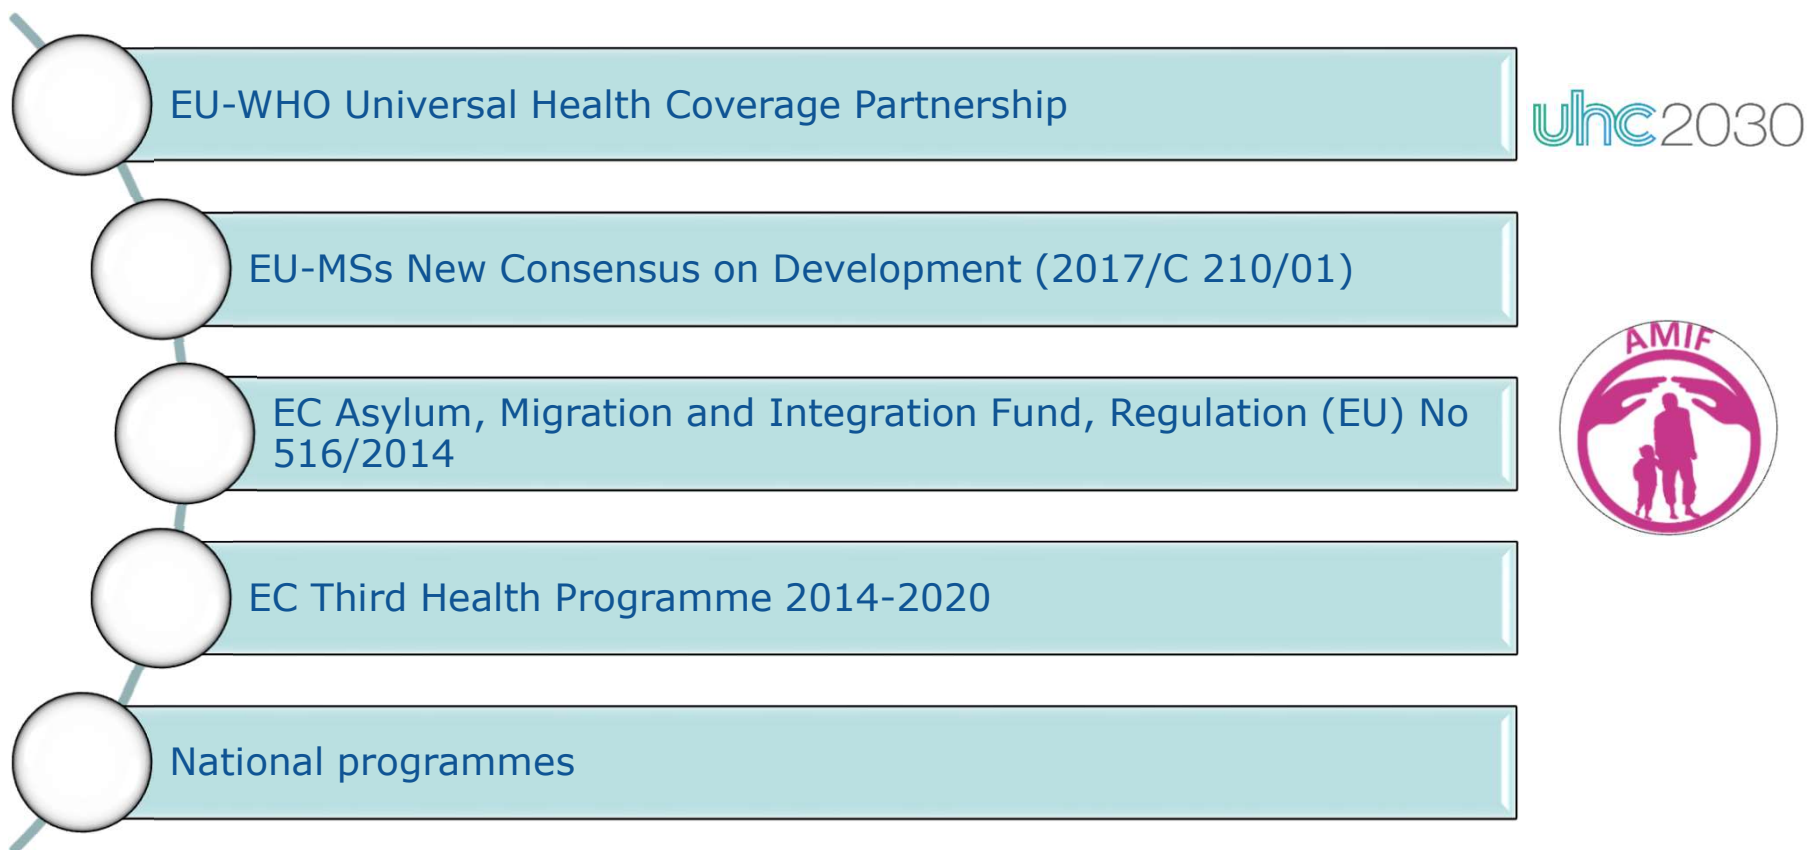 EU-WHO Universal Health Coverage Partnership
uhc2030
EU-MSs New Consensus on Development (2017/C 210/01)
AMIF
EC Asylum, Migration and Integration Fund, Regulation (EU) No
516/2014
EC Third Health Programme 2014-2020
National programmes